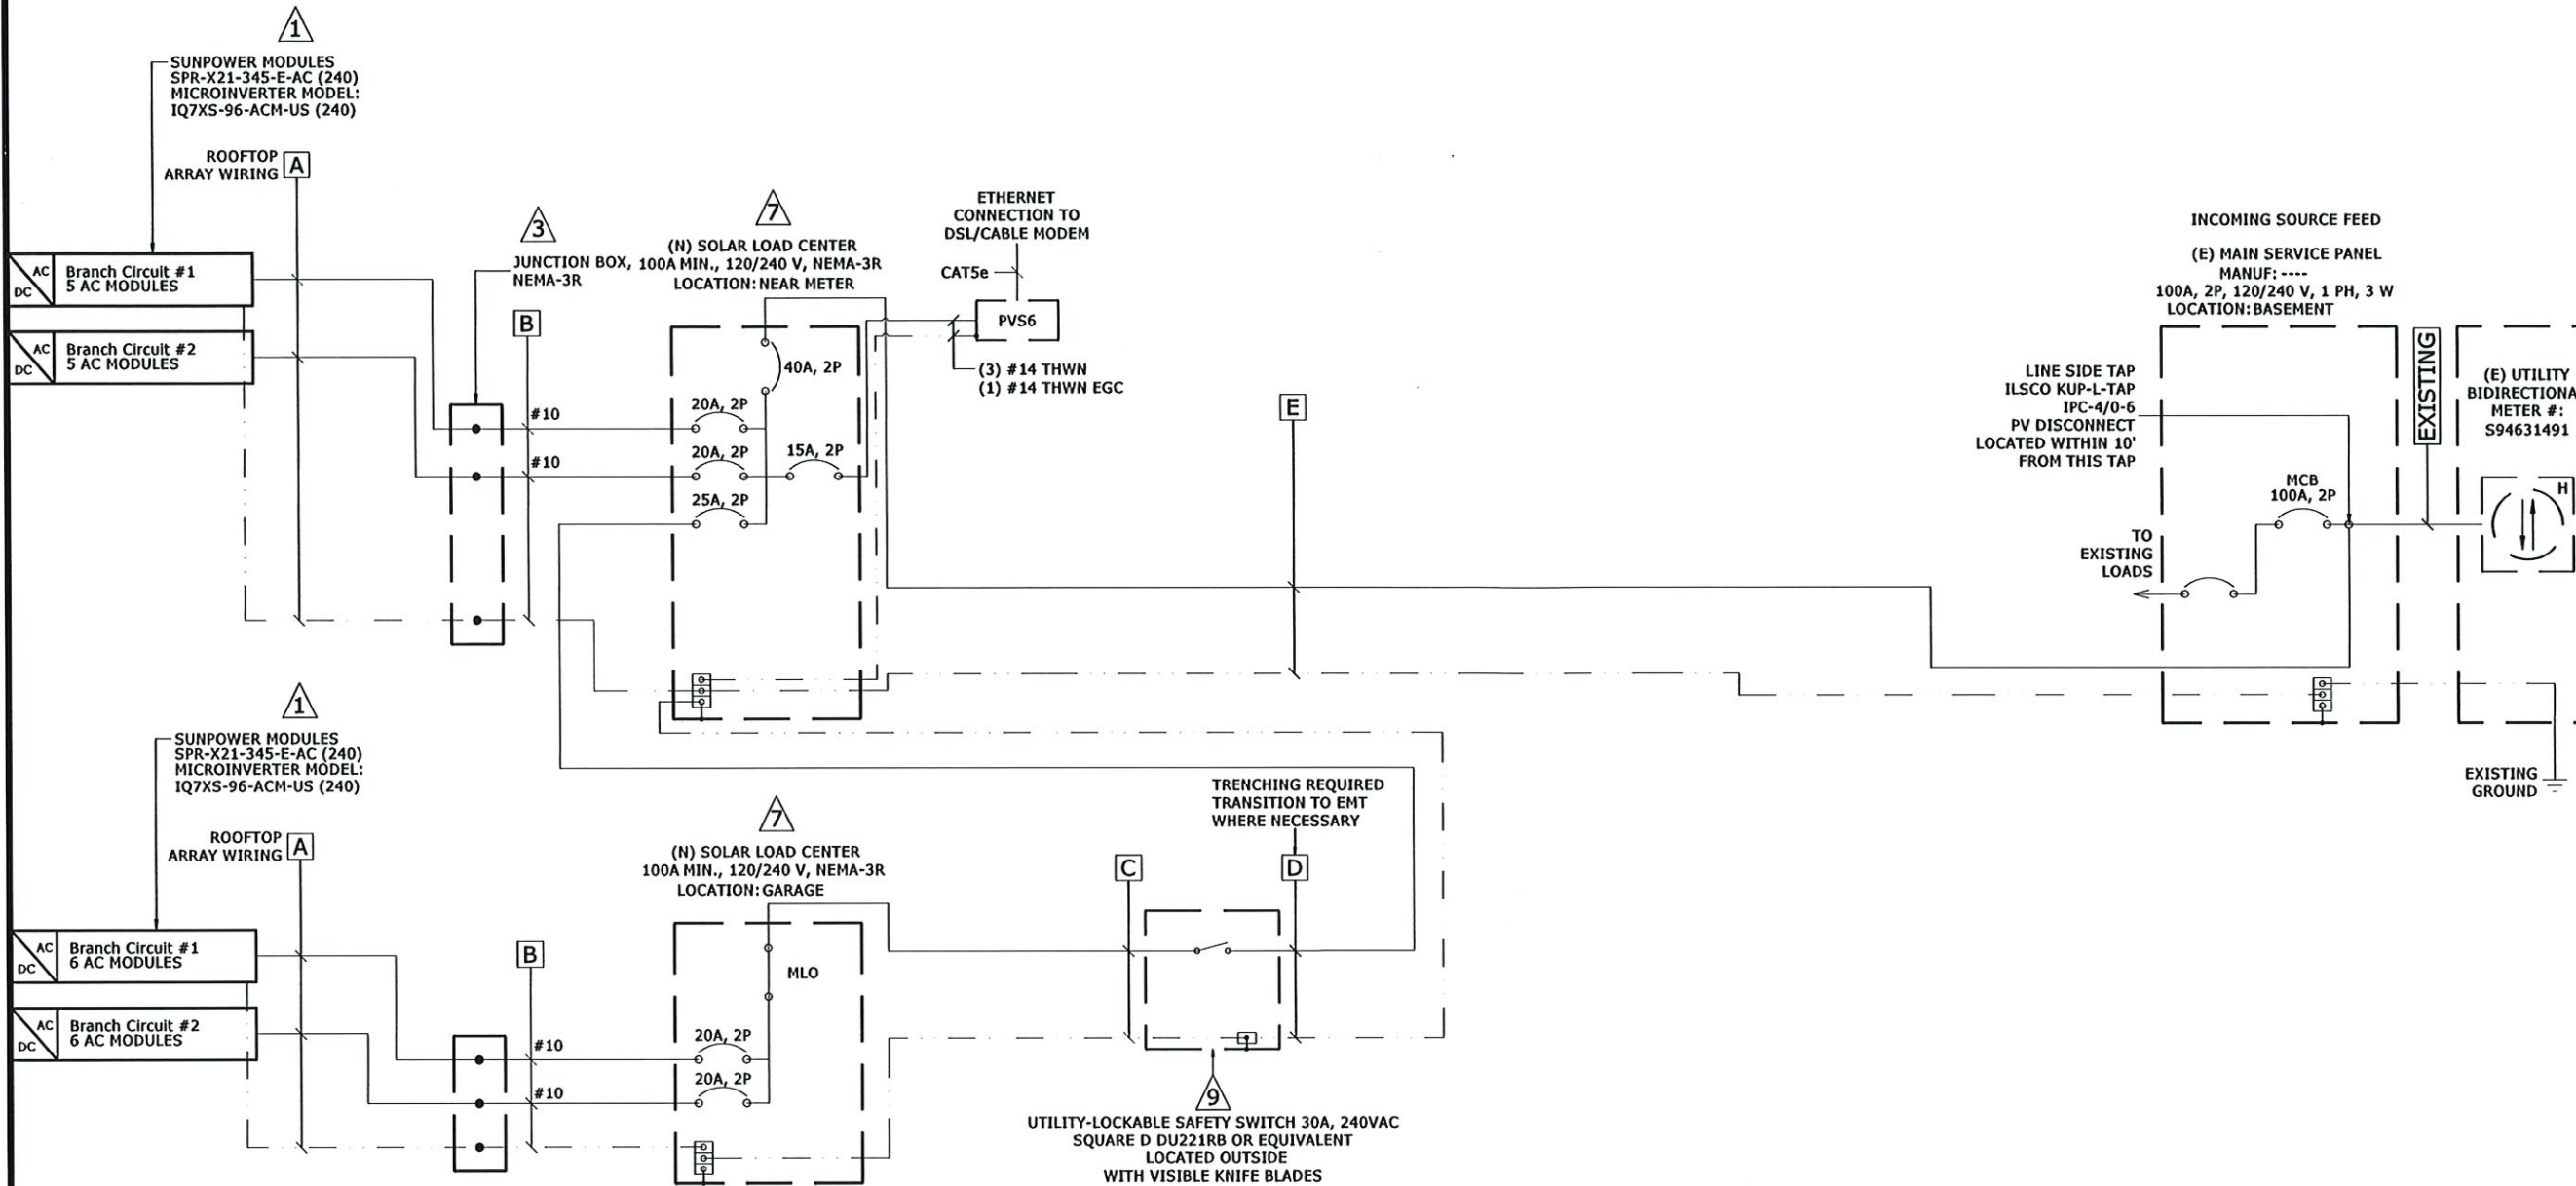 1
SUNPOWER MODULES
SPR-X21-345-E-AC (240)
MICROINVERTER MODEL:
IQ7XS-96-ACM-US (240)
ROOFTOP
ARRAY WIRING
A
AC
DC
Branch Circuit #1
5 AC MODULES
AC
DC
Branch Circuit #2
5 AC MODULES
3
JUNCTION BOX,
NEMA-3R
B
#10
#10
7
(N) SOLAR LOAD CENTER
100A MIN., 120/240 V, NEMA-3R
LOCATION: NEAR METER
40A, 2P
20A, 2P
20A, 2P
15A, 2P
25A, 2P
ETHERNET
CONNECTION TO
DSL/CABLE MODEM
CAT5e
PVS6
(3) #14 THWN
(1) #14 THWN EGC
E
INCOMING SOURCE FEED
(E) MAIN SERVICE PANEL
MANUF: ----
100A, 2P, 120/240 V, 1 PH, 3 W
LOCATION: BASEMENT
LINE SIDE TAP
ILSCO KUP-L-TAP
IPC-4/0-6
PV DISCONNECT
LOCATED WITHIN 10'
FROM THIS TAP
MCB
100A, 2P
TO
EXISTING
LOADS
EXISTING
(E) UTILITY
BIDIRECTIONA
METER #:
S94631491
H
EXISTING
GROUND
1
SUNPOWER MODULES
SPR-X21-345-E-AC (240)
MICROINVERTER MODEL:
IQ7XS-96-ACM-US (240)
ROOFTOP
ARRAY WIRING
A
AC
DC
Branch Circuit #1
6 AC MODULES
AC
DC
Branch Circuit #2
6 AC MODULES
B
#10
#10
7
(N) SOLAR LOAD CENTER
100A MIN., 120/240 V, NEMA-3R
LOCATION: GARAGE
MLO
20A, 2P
20A, 2P
C
TRENCHING REQUIRED
TRANSITION TO EMT
WHERE NECESSARY
D
9
UTILITY-LOCKABLE SAFETY SWITCH 30A, 240VAC
SQUARE D DU221RB OR EQUIVALENT
LOCATED OUTSIDE
WITH VISIBLE KNIFE BLADES